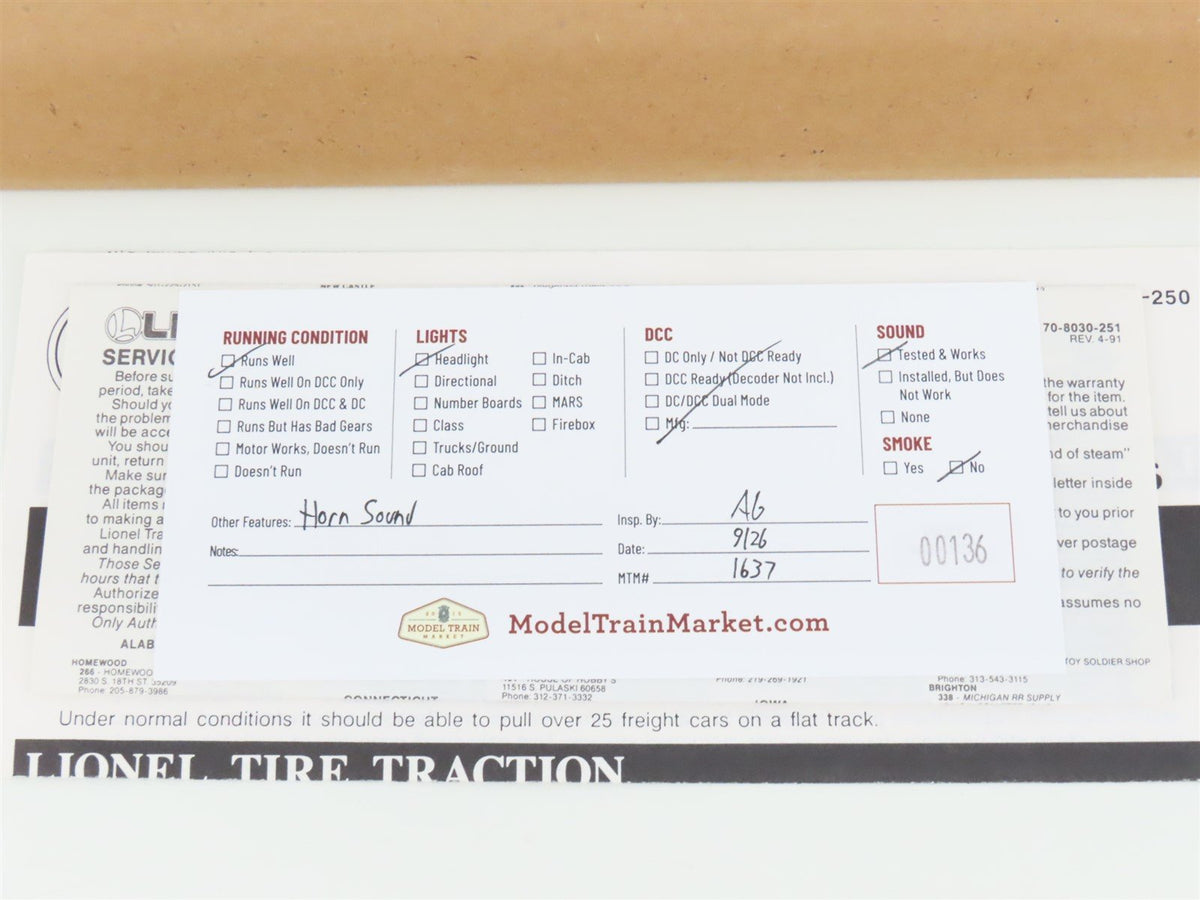 -250
70-8030-251
REV. 4-91
SERVIC
Before su
period, take
Should yo
the problem
will be acce
You shou
unit, return
Make sur
the packag
All items
to making a
Lionel Tra
and handlin
Those Se
hours that t
Authorize
responsibili
Only Auth
ALAB
HOMEWOOD
266 - HOMEWOO
2830 S. 18TH ST. 35209
Phone: 205-879-3986
RUNNING CONDITION
Runs Well
Runs Well On DCC Only
Runs Well On DCC & DC
Runs But Has Bad Gears
Motor Works, Doesn't Run
Doesn't Run
LIGHTS
Headlight
Directional
Number Boards
Class
Trucks/Ground
Cab Roof
In-Cab
Ditch
MARS
Firebox
DCC
DC Only / Not DCC Ready
DCC Ready (Decoder Not Incl.)
DC/DCC Dual Mode
Mfg:
SOUND
Tested & Works
Installed, But Does
Not Work
None
SMOKE
Yes No
Other Features: Horn Sound
Notes:
Insp. By: AG
Date: 9/26
MTM# 1637
00136
2015
MODEL TRAIN
MARKET
ModelTrainMarket.com
the warranty
for the item.
tell us about
nerchandise
nd of steam"
letter inside
to you prior
ver postage
to verify the
assumes no
TOY SOLDIER SHOP
11516 S. PULASKI 60658
Phone: 312-371-3332
CONNECTICUT
Phone: 219-269-1921
IOWA
Phone: 313-543-3115
BRIGHTON
338 - MICHIGAN RR SUPPLY
Under normal conditions it should be able to pull over 25 freight cars on a flat track.
LIONEL TIRE TRACTION